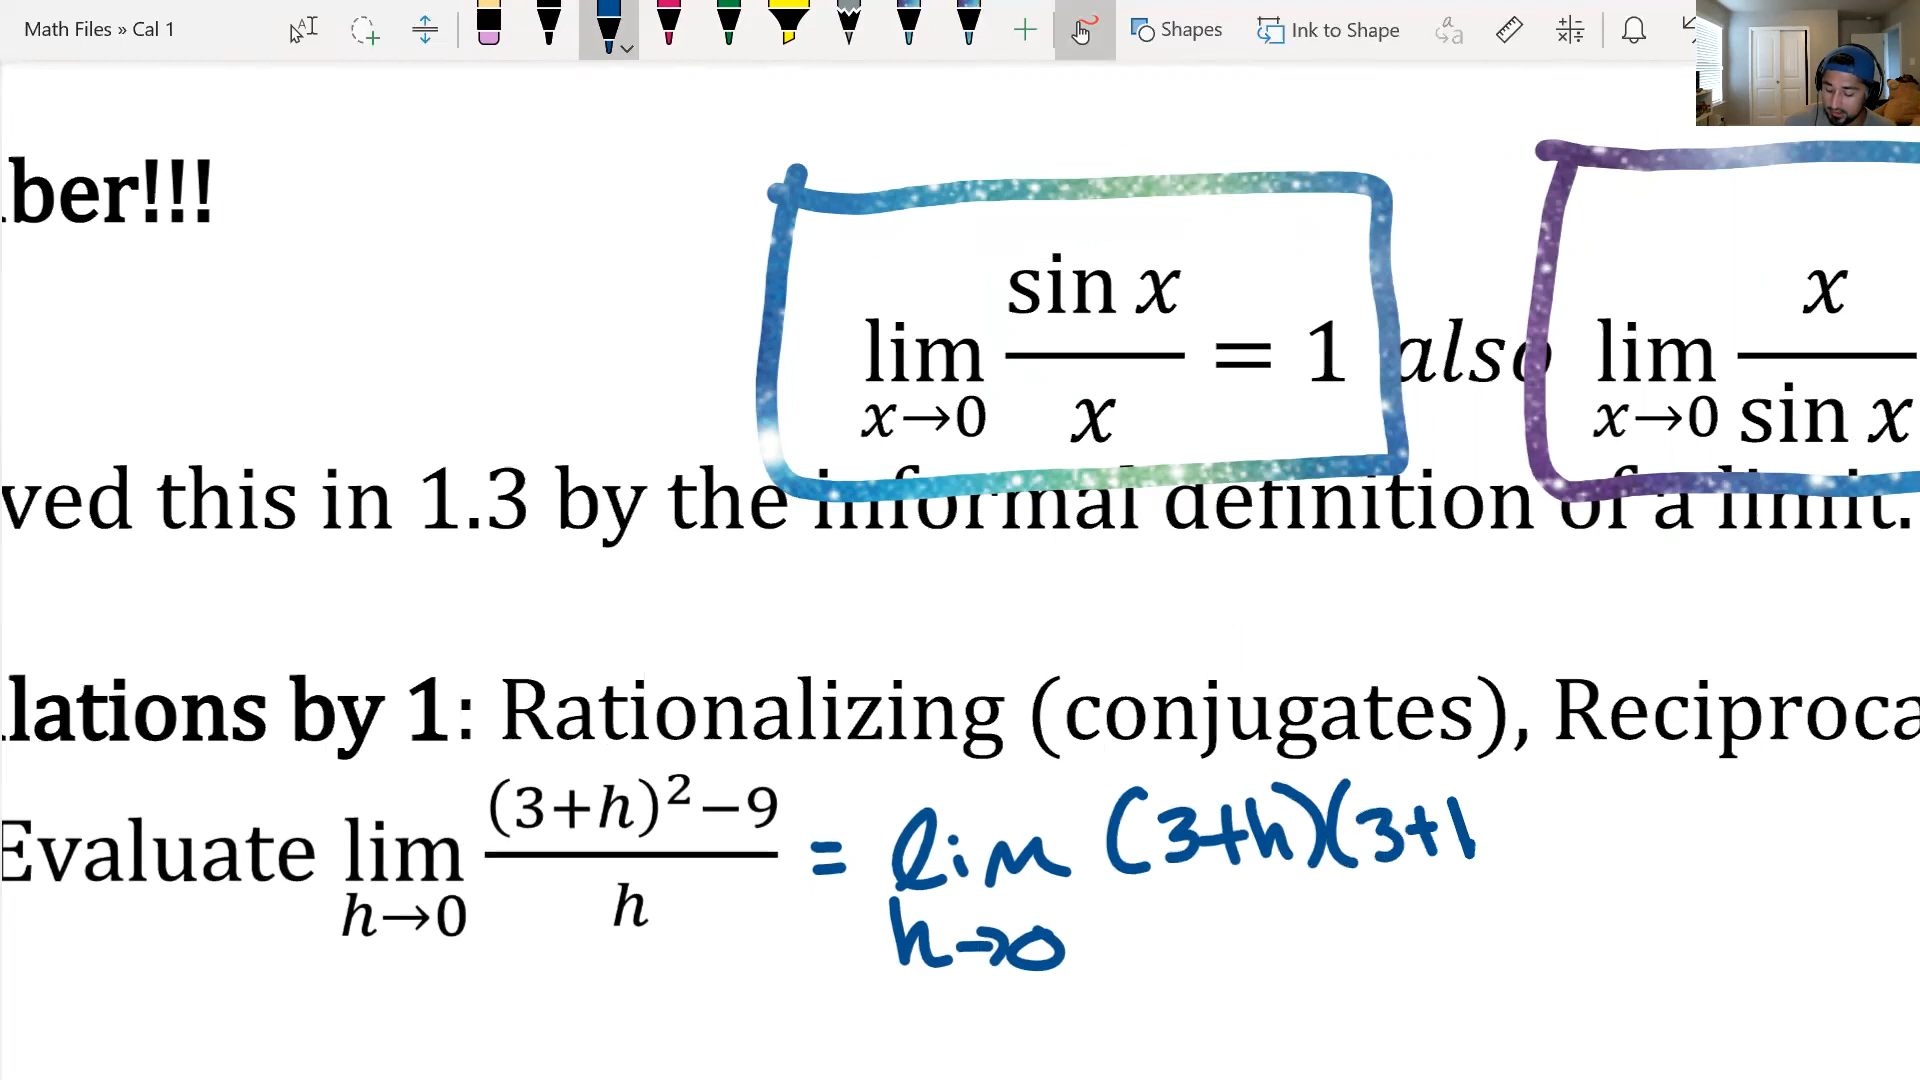 Math Files » Cal 1
Shapes
Ink to Shape
ber!!!
lim x→0 sin x / x = 1 also lim x→0 x / sin x
ved this in 1.3 by the informal definition of a limit.
lations by 1: Rationalizing (conjugates), Reciproca
Evaluate lim h→0 (3+h)²−9 / h = lim h→0 (3+h)(3+